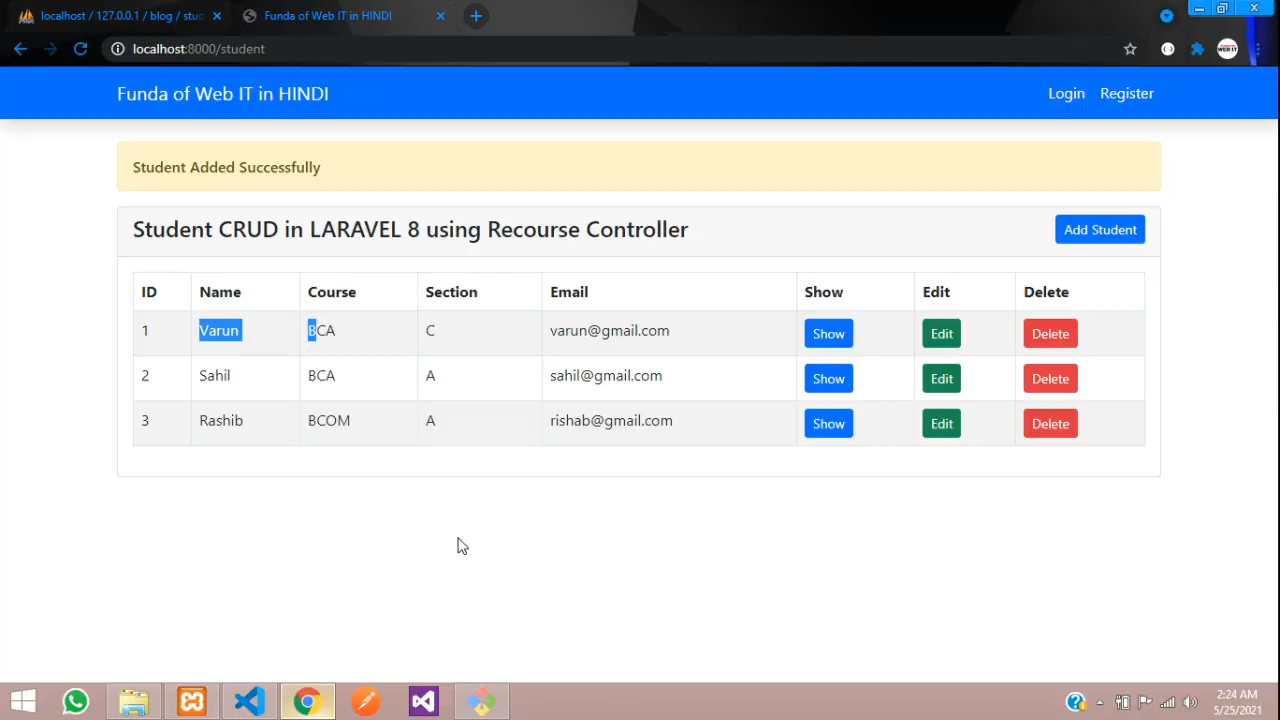 localhost / 127.0.0.1 / blog / stud
Funda of Web IT in HINDI
localhost:8000/student
Funda of Web IT in HINDI
Login
Register
Student Added Successfully
Student CRUD in LARAVEL 8 using Recourse Controller
Add Student
ID Name Course Section Email Show Edit Delete
1 Varun BCA C varun@gmail.com Show Edit Delete
2 Sahil BCA A sahil@gmail.com Show Edit Delete
3 Rashib BCOM A rishab@gmail.com Show Edit Delete
2:24 AM
5/25/2021